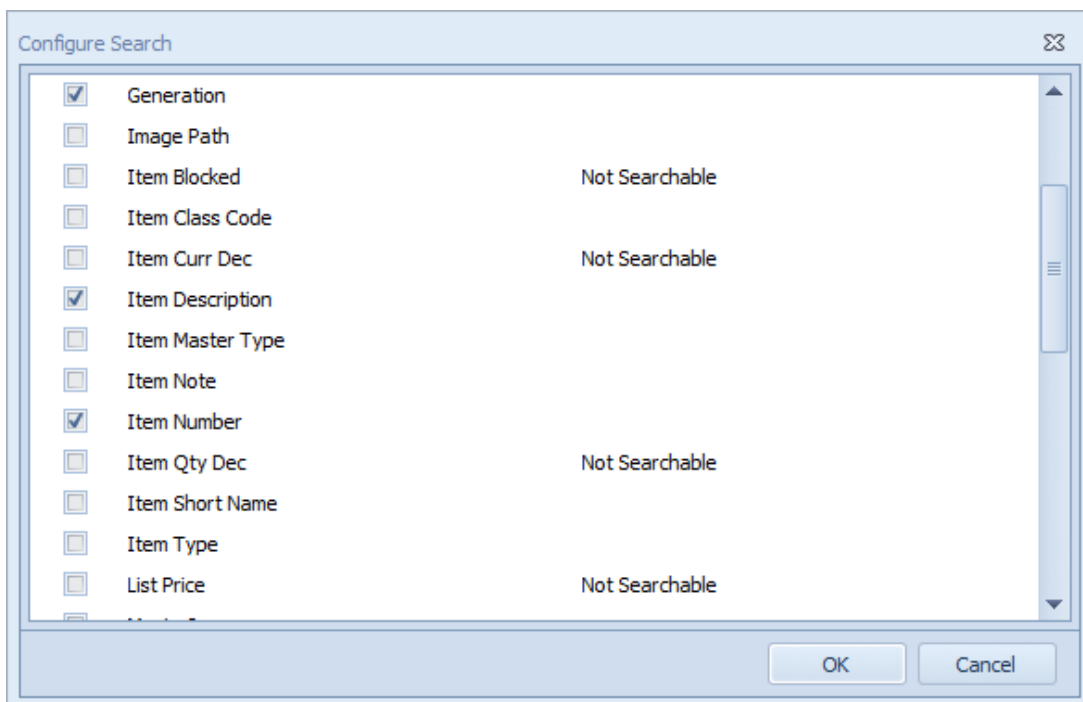 Configure Search
Generation
Image Path
Item Blocked Not Searchable
Item Class Code
Item Curr Dec Not Searchable
Item Description
Item Master Type
Item Note
Item Number
Item Qty Dec Not Searchable
Item Short Name
Item Type
List Price Not Searchable
OK Cancel